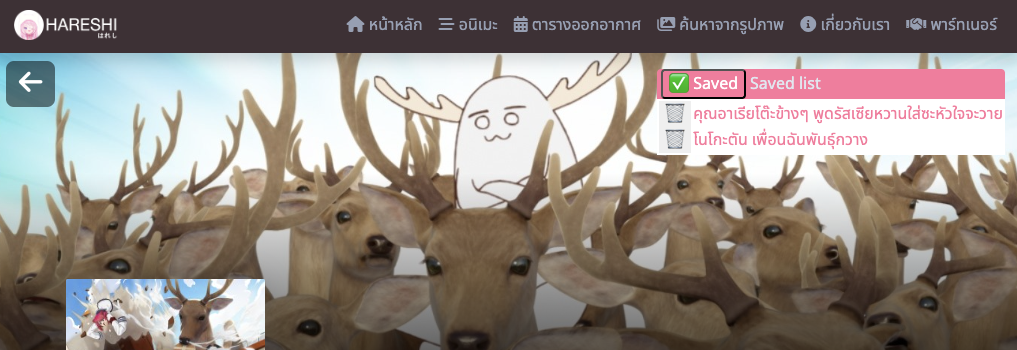 HARESHI
はれし
หน้าหลัก
อนิเมะ
ตารางออกอากาศ
ค้นหาจากรูปภาพ
เกี่ยวกับเรา
พาร์ทเนอร์
✅ Saved
Saved list
คุณอาเรียโต๊ะข้างๆ พูดรัสเซียหวานใส่ซะหัวใจจะวาย
โนโกะตัน เพื่อนฉันพันธุ์กวาง